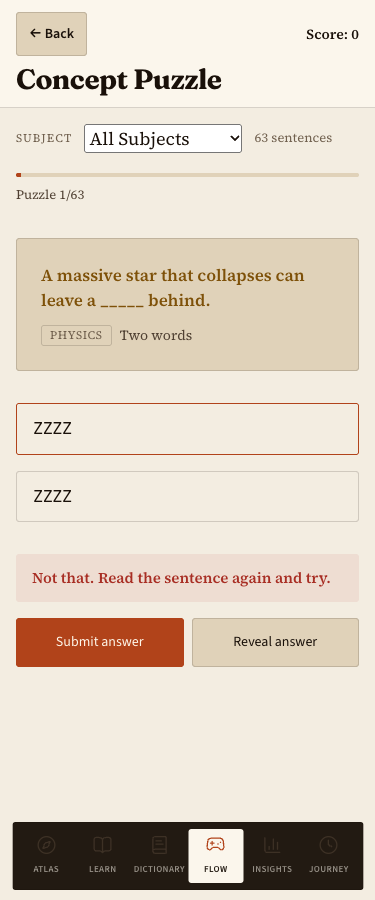 ← Back
Score: 0
Concept Puzzle
SUBJECT
All Subjects
63 sentences
Puzzle 1/63
A massive star that collapses can
leave a _____ behind.
PHYSICS
Two words
ZZZZ
ZZZZ
Not that. Read the sentence again and try.
Submit answer
Reveal answer
ATLAS
LEARN
DICTIONARY
FLOW
INSIGHTS
JOURNEY